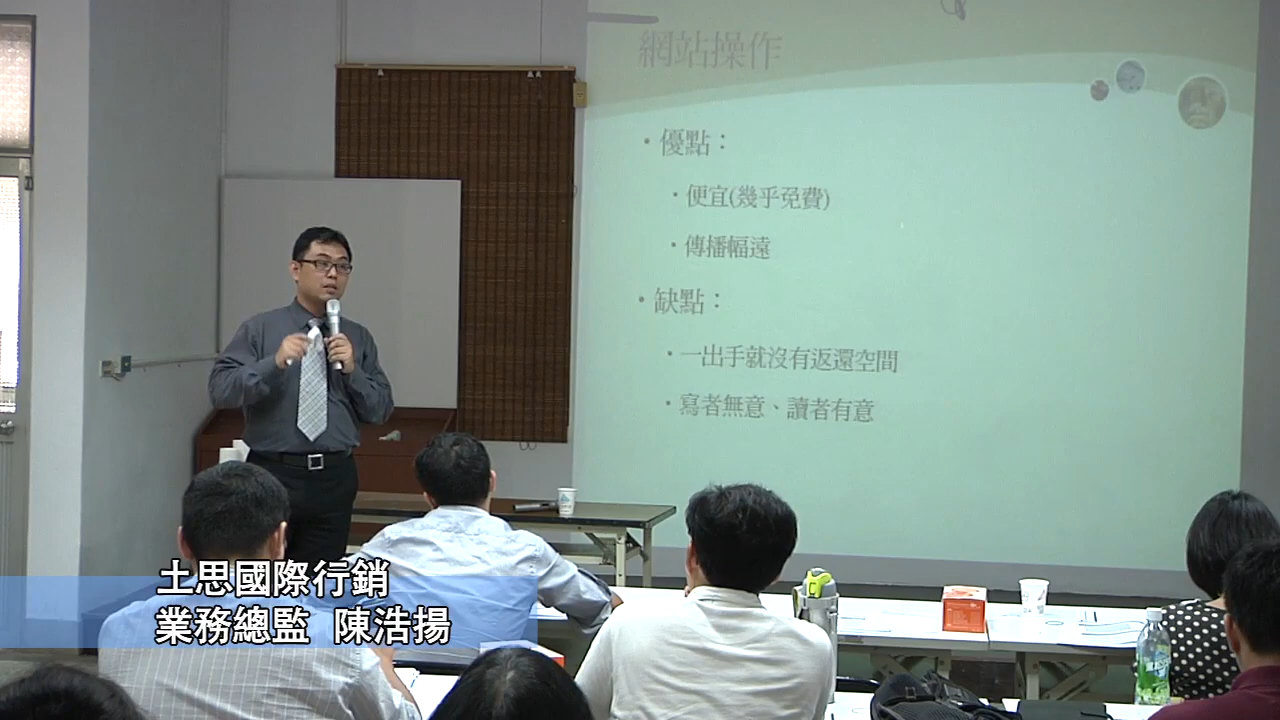 網站操作
・優點：
・便宜(幾乎免費)
・傳播幅遠
・缺點：
・一出手就沒有返還空間
・寫者無意、讀者有意
土思國際行銷
業務總監 陳浩揚